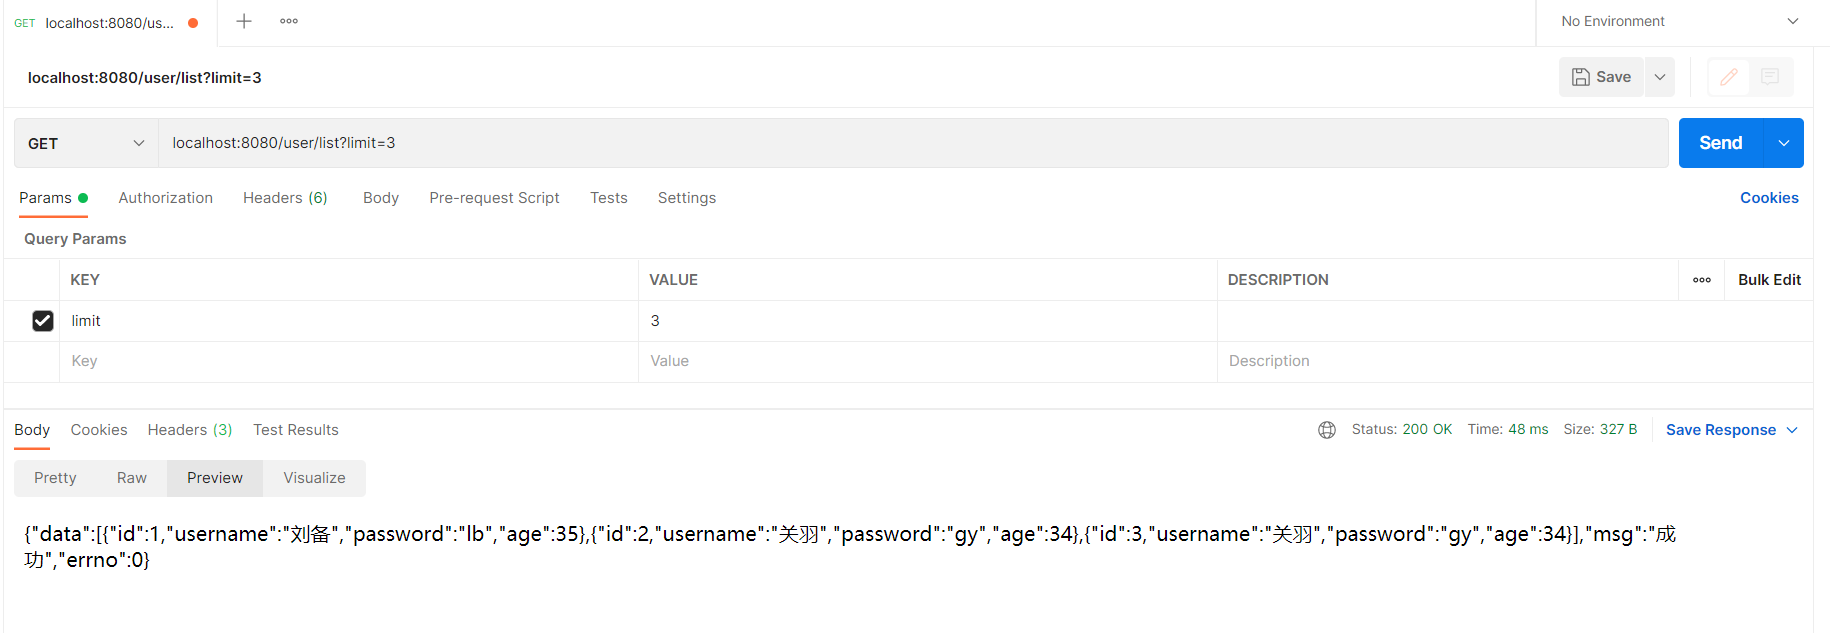 GET localhost:8080/us...
No Environment
localhost:8080/user/list?limit=3
Save
GET localhost:8080/user/list?limit=3
Send
Params Authorization Headers (6) Body Pre-request Script Tests Settings Cookies
Query Params
KEY VALUE DESCRIPTION Bulk Edit
limit 3
Key Value Description
Body Cookies Headers (3) Test Results Status: 200 OK Time: 48 ms Size: 327 B Save Response
Pretty Raw Preview Visualize
{"data":[{"id":1,"username":"刘备","password":"lb","age":35},{"id":2,"username":"关羽","password":"gy","age":34},{"id":3,"username":"关羽","password":"gy","age":34}],"msg":"成
功","errno":0}